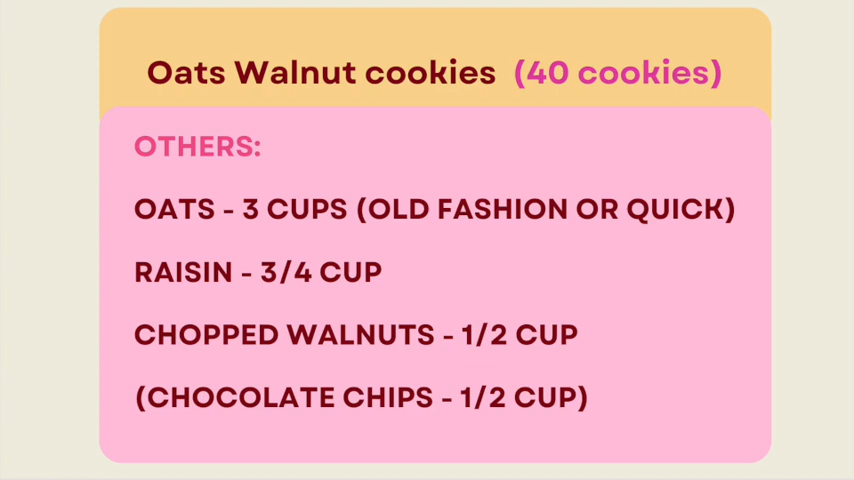 Oats Walnut cookies (40 cookies)
OTHERS:
OATS - 3 CUPS (OLD FASHION OR QUICK)
RAISIN - 3/4 CUP
CHOPPED WALNUTS - 1/2 CUP
(CHOCOLATE CHIPS - 1/2 CUP)